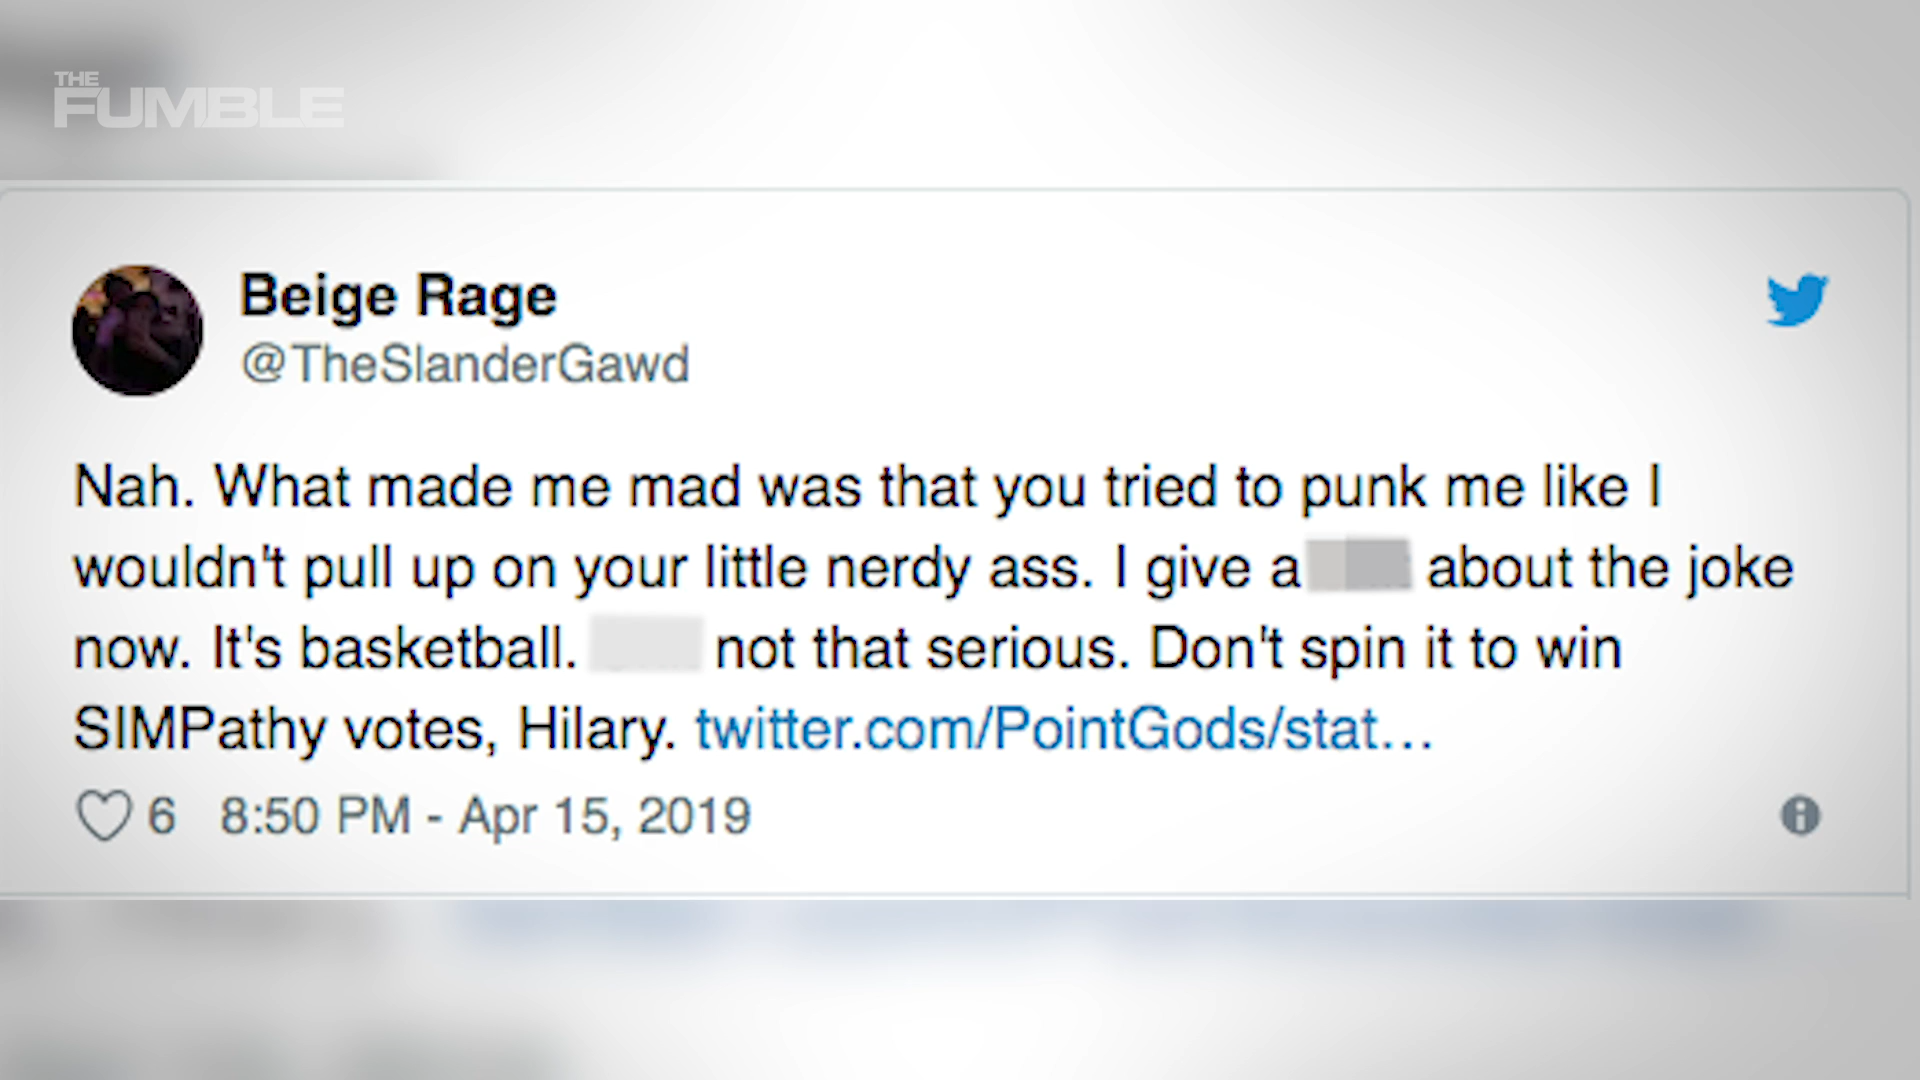 THE
FUMBLE
Beige Rage
@TheSlanderGawd
Nah. What made me mad was that you tried to punk me like I
wouldn't pull up on your little nerdy ass. I give a about the joke
now. It's basketball. not that serious. Don't spin it to win
SIMPathy votes, Hilary. twitter.com/PointGods/stat...
6 8:50 PM - Apr 15, 2019